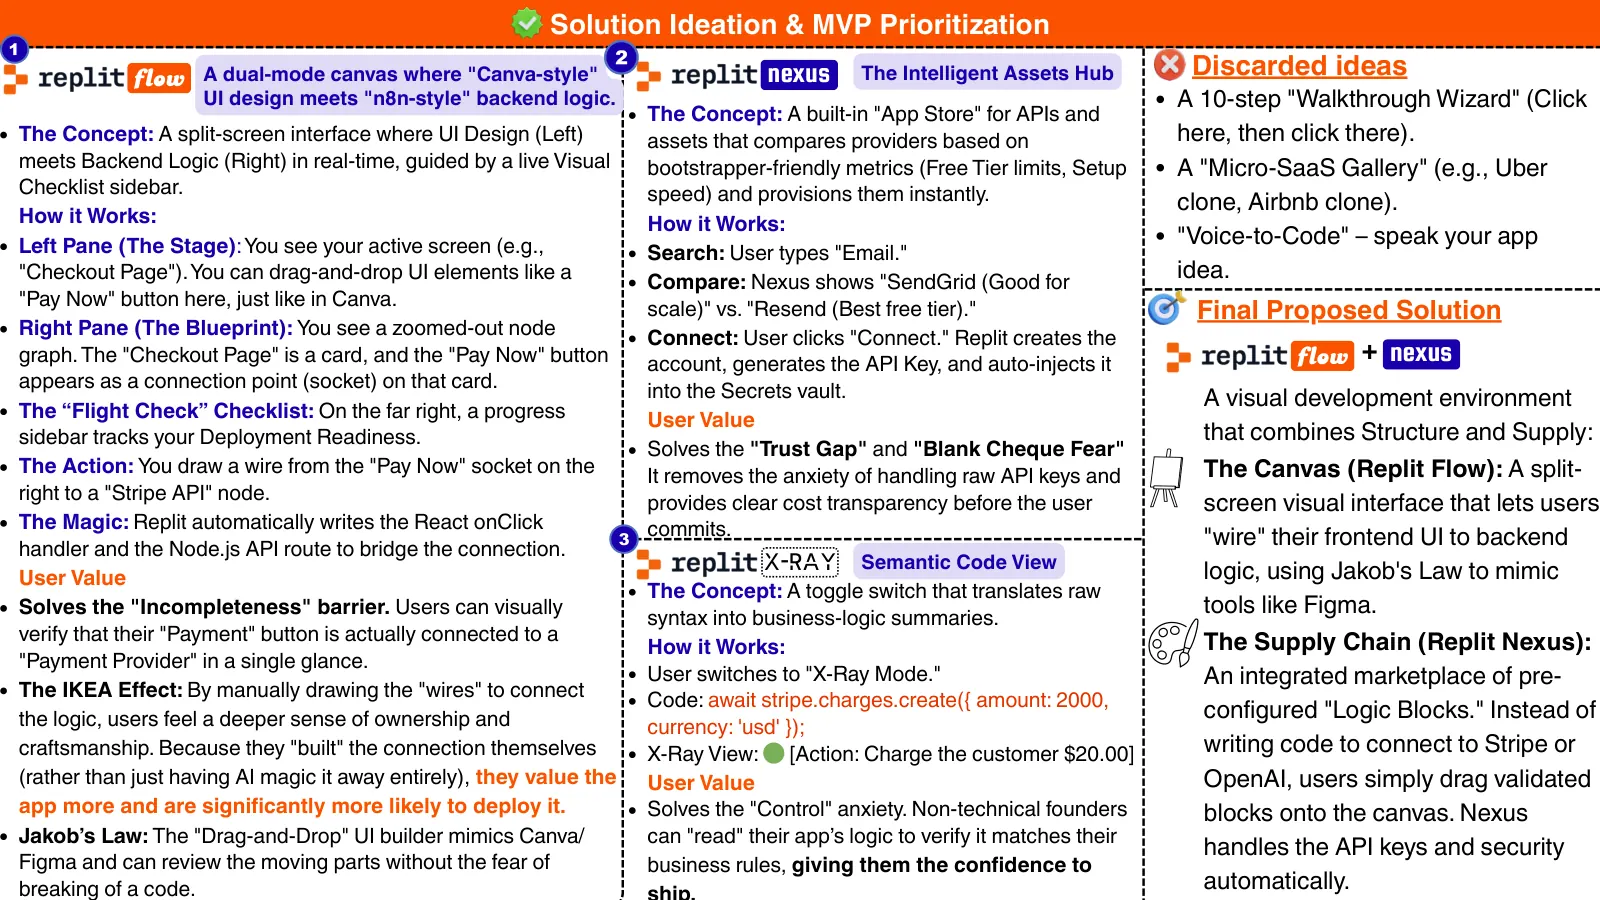 Solution Ideation & MVP Prioritization
1
replit flow
A dual-mode canvas where "Canva-style"
UI design meets "n8n-style" backend logic.
• The Concept: A split-screen interface where UI Design (Left)
meets Backend Logic (Right) in real-time, guided by a live Visual
Checklist sidebar.
How it Works:
• Left Pane (The Stage): You see your active screen (e.g.,
"Checkout Page"). You can drag-and-drop UI elements like a
"Pay Now" button here, just like in Canva.
• Right Pane (The Blueprint): You see a zoomed-out node
graph. The "Checkout Page" is a card, and the "Pay Now" button
appears as a connection point (socket) on that card.
• The “Flight Check” Checklist: On the far right, a progress
sidebar tracks your Deployment Readiness.
• The Action: You draw a wire from the "Pay Now" socket on the
right to a "Stripe API" node.
• The Magic: Replit automatically writes the React onClick
handler and the Node.js API route to bridge the connection.
User Value
• Solves the "Incompleteness" barrier. Users can visually
verify that their "Payment" button is actually connected to a
"Payment Provider" in a single glance.
• The IKEA Effect: By manually drawing the "wires" to connect
the logic, users feel a deeper sense of ownership and
craftsmanship. Because they "built" the connection themselves
(rather than just having AI magic it away entirely), they value the
app more and are significantly more likely to deploy it.
• Jakob’s Law: The "Drag-and-Drop" UI builder mimics Canva/
Figma and can review the moving parts without the fear of
breaking of a code.
2
replit nexus
The Intelligent Assets Hub
• The Concept: A built-in "App Store" for APIs and
assets that compares providers based on
bootstrapper-friendly metrics (Free Tier limits, Setup
speed) and provisions them instantly.
How it Works:
• Search: User types "Email."
• Compare: Nexus shows "SendGrid (Good for
scale)" vs. "Resend (Best free tier)."
• Connect: User clicks "Connect." Replit creates the
account, generates the API Key, and auto-injects it
into the Secrets vault.
User Value
• Solves the "Trust Gap" and "Blank Cheque Fear"
It removes the anxiety of handling raw API keys and
provides clear cost transparency before the user
commits.
3
replit X-RAY
Semantic Code View
• The Concept: A toggle switch that translates raw
syntax into business-logic summaries.
How it Works:
• User switches to "X-Ray Mode."
• Code: await stripe.charges.create({ amount: 2000,
currency: 'usd' });
• X-Ray View: [Action: Charge the customer $20.00]
User Value
• Solves the "Control" anxiety. Non-technical founders
can "read" their app’s logic to verify it matches their
business rules, giving them the confidence to
ship.
Discarded ideas
• A 10-step "Walkthrough Wizard" (Click
here, then click there).
• A "Micro-SaaS Gallery" (e.g., Uber
clone, Airbnb clone).
• "Voice-to-Code" – speak your app
idea.
Final Proposed Solution
replit flow + nexus
A visual development environment
that combines Structure and Supply:
The Canvas (Replit Flow): A split-
screen visual interface that lets users
"wire" their frontend UI to backend
logic, using Jakob's Law to mimic
tools like Figma.
The Supply Chain (Replit Nexus):
An integrated marketplace of pre-
configured "Logic Blocks." Instead of
writing code to connect to Stripe or
OpenAI, users simply drag validated
blocks onto the canvas. Nexus
handles the API keys and security
automatically.